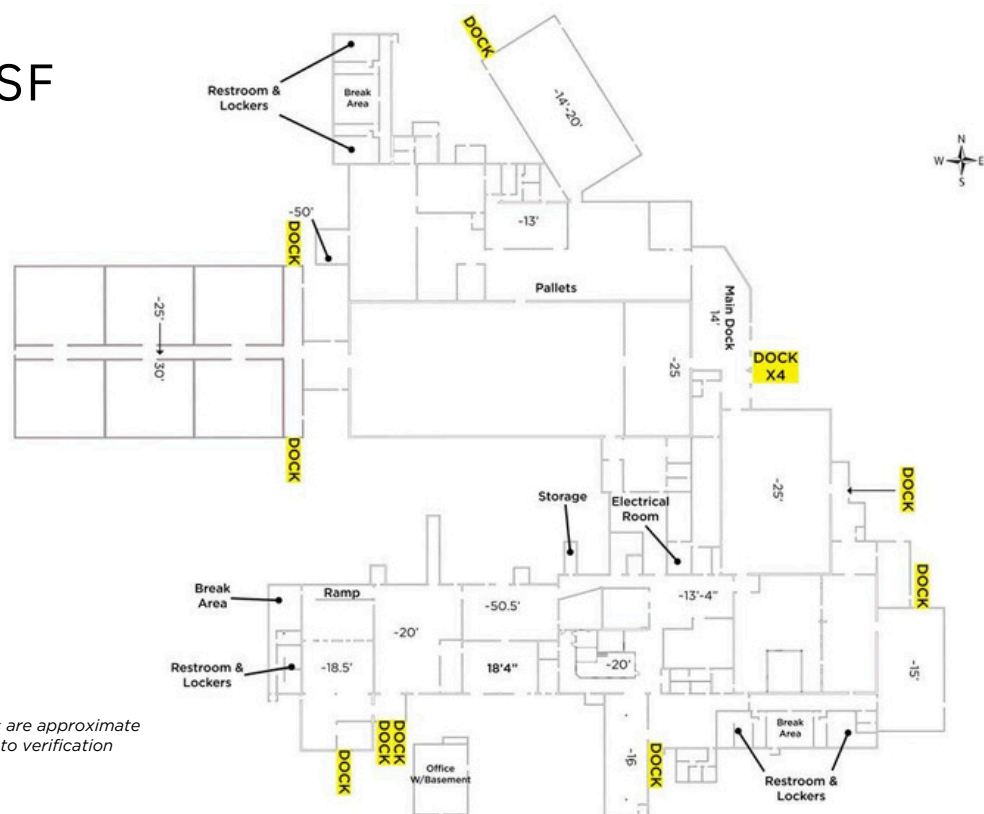 SF
DOCK
Restroom &
Lockers
Break
Area
-14'-20'
N
W
E
S
-50'
DOCK
-13'
Pallets
Main Dock
14'
-25'
30'
-25
DOCK
X4
DOCK
Storage
Electrical
Room
-25'
DOCK
Break
Area
Ramp
-50.5'
-13'-4"
DOCK
-20'
Restroom &
Lockers
-18.5'
18'4"
-20'
-15'
are approximate
to verification
DOCK
DOCK
DOCK
Office
W/Basement
-16
DOCK
Break
Area
Restroom &
Lockers